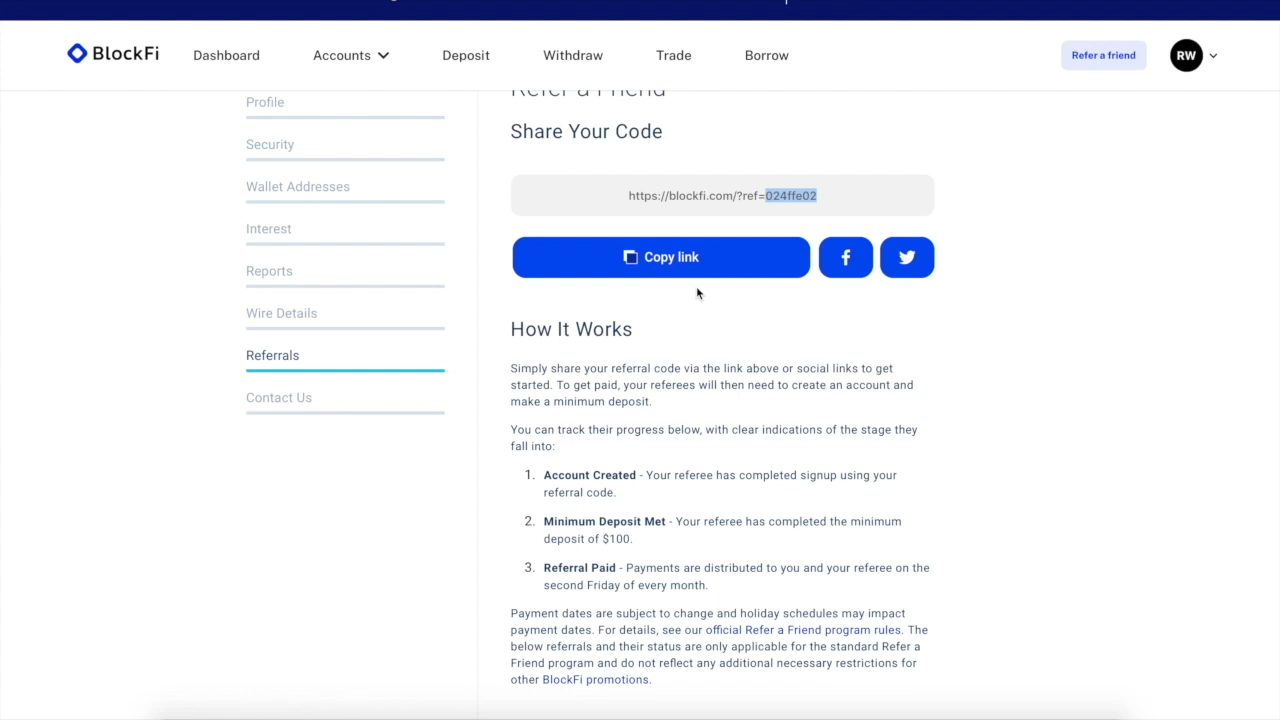 BlockFi
Dashboard
Accounts
Deposit
Withdraw
Trade
Borrow
Refer a friend
RW
Profile
Security
Wallet Addresses
Interest
Reports
Wire Details
Referrals
Contact Us
Refer a Friend
Share Your Code
https://blockfi.com/?ref=024ffe02
Copy link
How It Works
Simply share your referral code via the link above or social links to get
started. To get paid, your referees will then need to create an account and
make a minimum deposit.
You can track their progress below, with clear indications of the stage they
fall into:
1. Account Created - Your referee has completed signup using your
referral code.
2. Minimum Deposit Met - Your referee has completed the minimum
deposit of $100.
3. Referral Paid - Payments are distributed to you and your referee on the
second Friday of every month.
Payment dates are subject to change and holiday schedules may impact
payment dates. For details, see our official Refer a Friend program rules. The
below referrals and their status are only applicable for the standard Refer a
Friend program and do not reflect any additional necessary restrictions for
other BlockFi promotions.